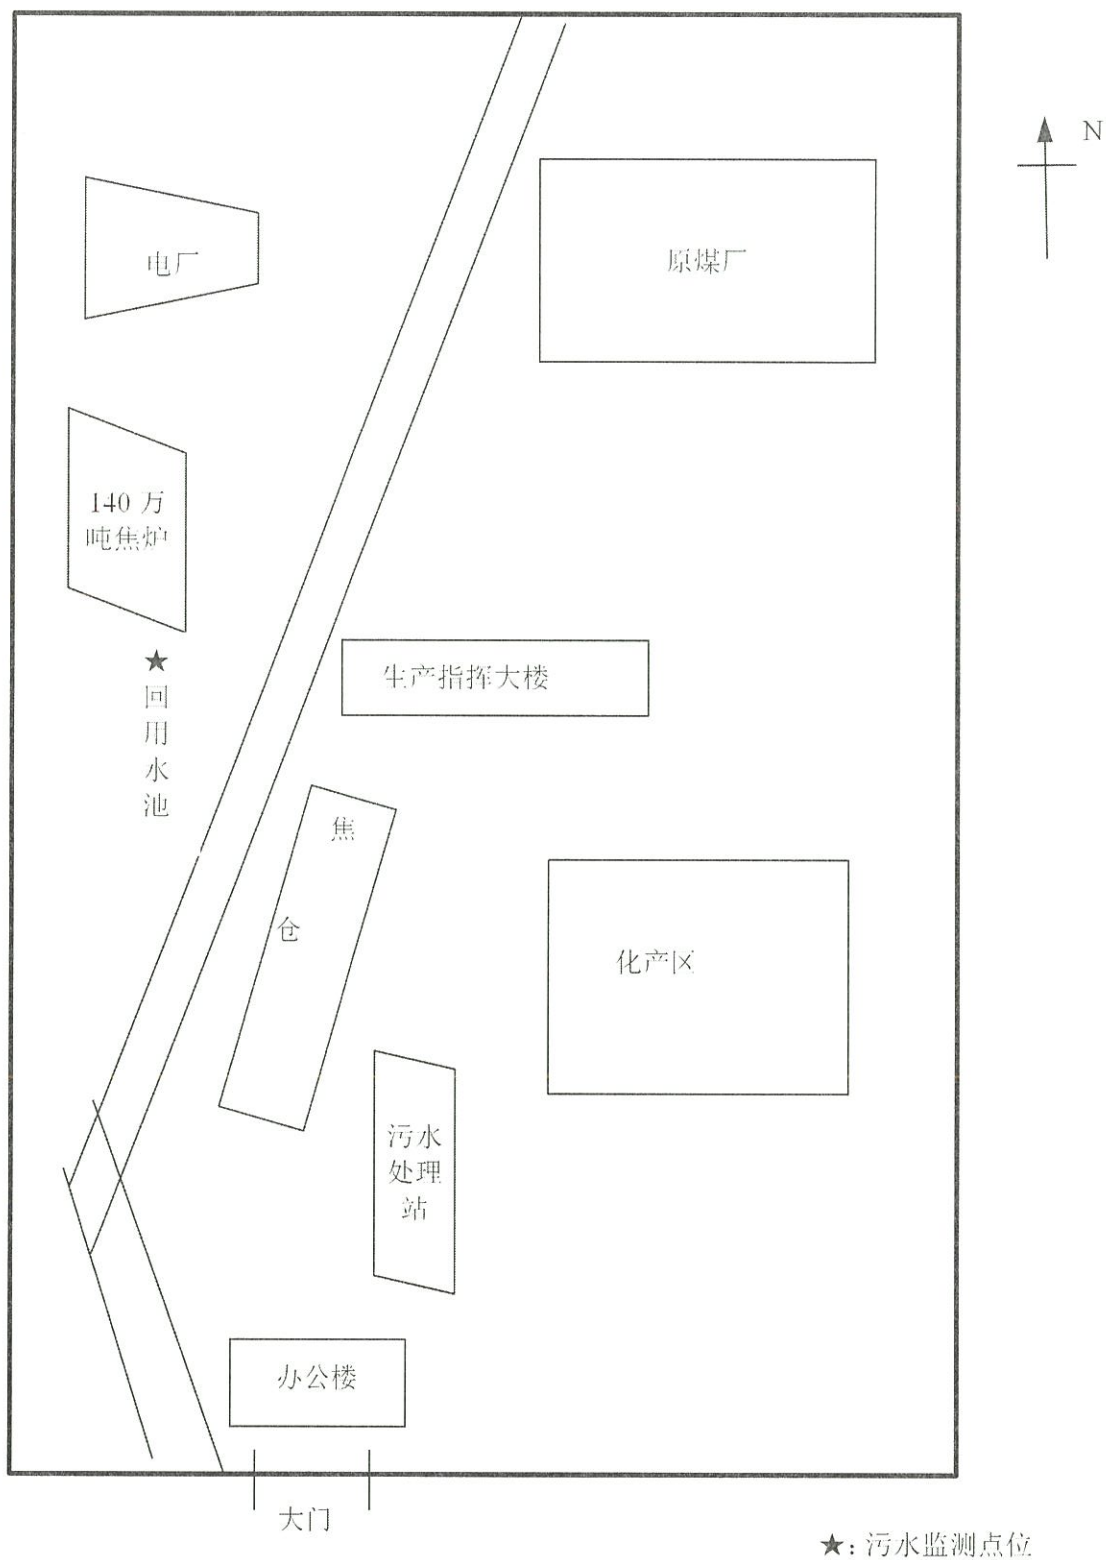 N
电厂
原煤厂
140 万
吨焦炉
★
回
用
水
池
生产指挥大楼
焦
仓
化产区
污水
处理
站
办公楼
大门
★: 污水监测点位